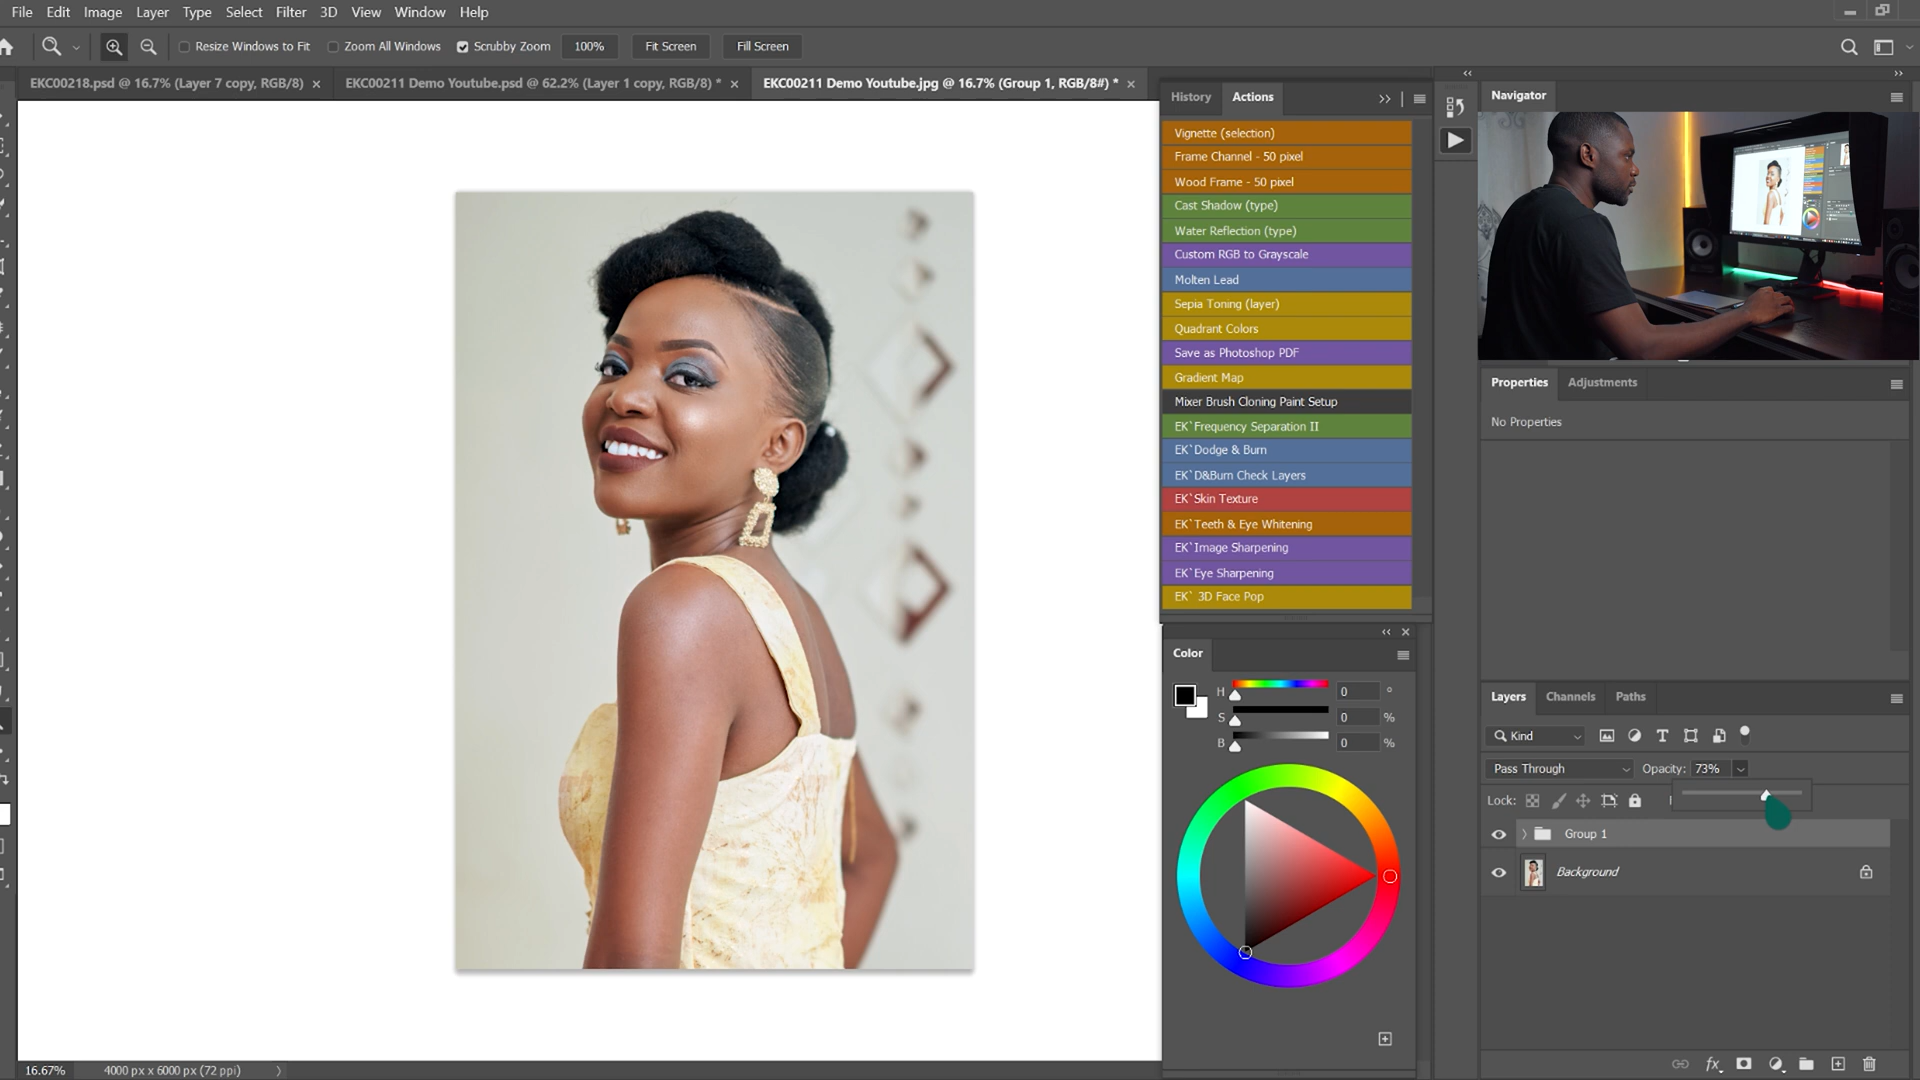 File Edit Image Layer Type Select Filter 3D View Window Help
Resize Windows to Fit Zoom All Windows Scrubby Zoom 100% Fit Screen Fill Screen
EKC00218.psd @ 16.7% (Layer 7 copy, RGB/8) × EKC00211 Demo Youtube.psd @ 62.2% (Layer 1 copy, RGB/8) * × EKC00211 Demo Youtube.jpg @ 16.7% (Group 1, RGB/8#) * ×
History Actions
Vignette (selection)
Frame Channel - 50 pixel
Wood Frame - 50 pixel
Cast Shadow (type)
Water Reflection (type)
Custom RGB to Grayscale
Molten Lead
Sepia Toning (layer)
Quadrant Colors
Save as Photoshop PDF
Gradient Map
Mixer Brush Cloning Paint Setup
EK`Frequency Separation II
EK`Dodge & Burn
EK`D&Burn Check Layers
EK`Skin Texture
EK`Teeth & Eye Whitening
EK`Image Sharpening
EK`Eye Sharpening
EK` 3D Face Pop
Color
H 0 °
S 0 %
B 0 %
Navigator
Properties Adjustments
No Properties
Layers Channels Paths
Kind
Pass Through Opacity: 73%
Lock:
Group 1
Background
fx
16.67% 4000 px x 6000 px (72 ppi)